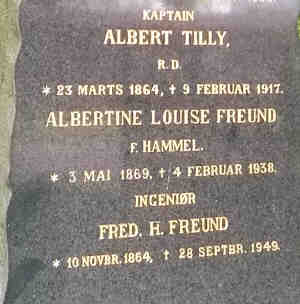 KAPTAIN
ALBERT TILLY,
R. D.
* 23 MARTS 1864, † 9 FEBRUAR 1917.
ALBERTINE LOUISE FREUND
F. HAMMEL.
* 3 MAI 1869, † 4 FEBRUAR 1938.
INGENIØR
FRED. H. FREUND
* 10 NOVBR. 1864, † 28 SEPTBR. 1949.